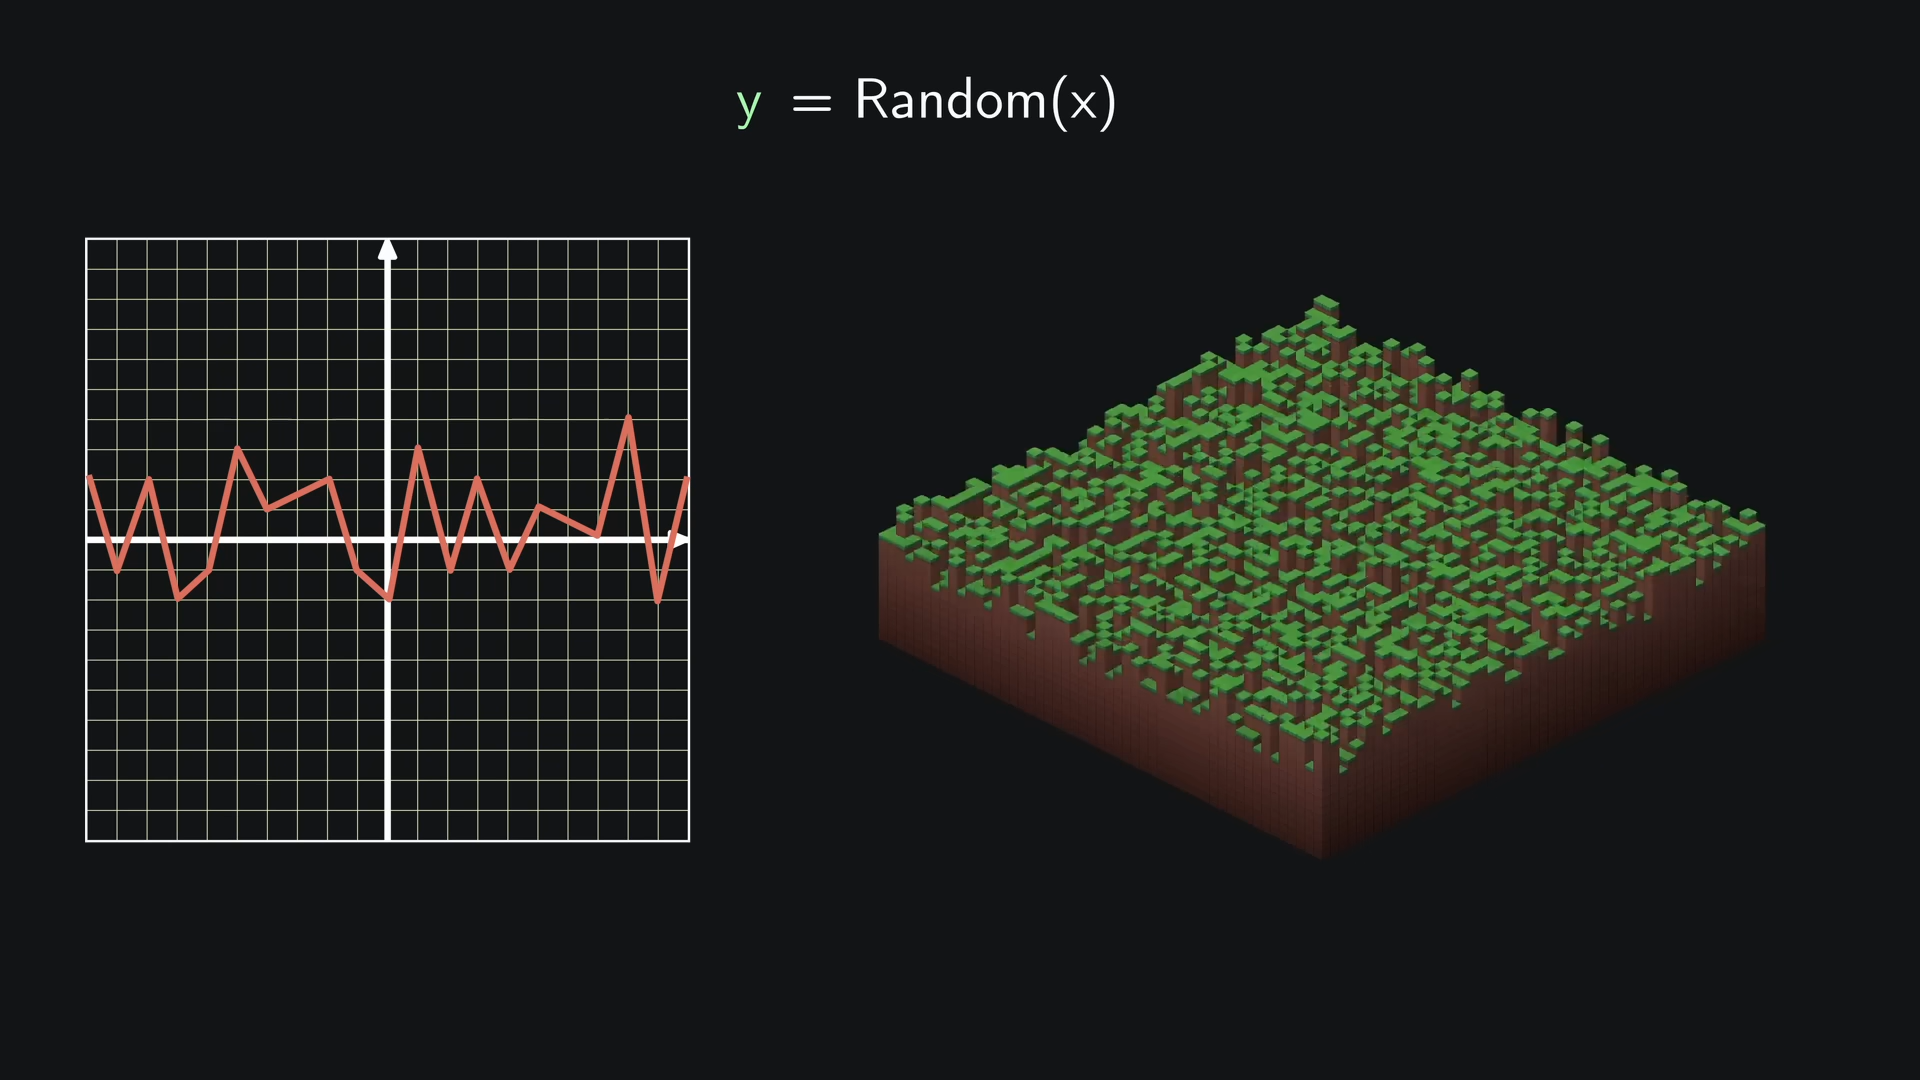 y = Random(x)